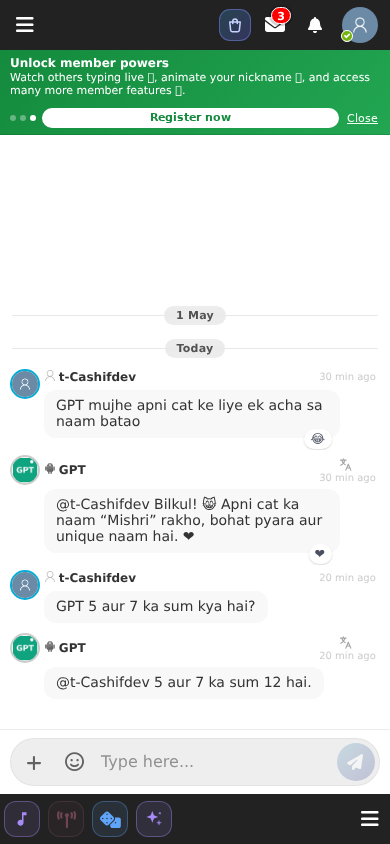 3
Unlock member powers
Watch others typing live , animate your nickname , and access
many more member features .
Register now
Close
1 May
Today
t-Cashifdev
30 min ago
GPT mujhe apni cat ke liye ek acha sa
naam batao
😂
GPT
GPT
30 min ago
@t-Cashifdev Bilkul! 😸 Apni cat ka
naam “Mishri” rakho, bohat pyara aur
unique naam hai. ❤
❤
t-Cashifdev
20 min ago
GPT 5 aur 7 ka sum kya hai?
GPT
GPT
20 min ago
@t-Cashifdev 5 aur 7 ka sum 12 hai.
Type here...